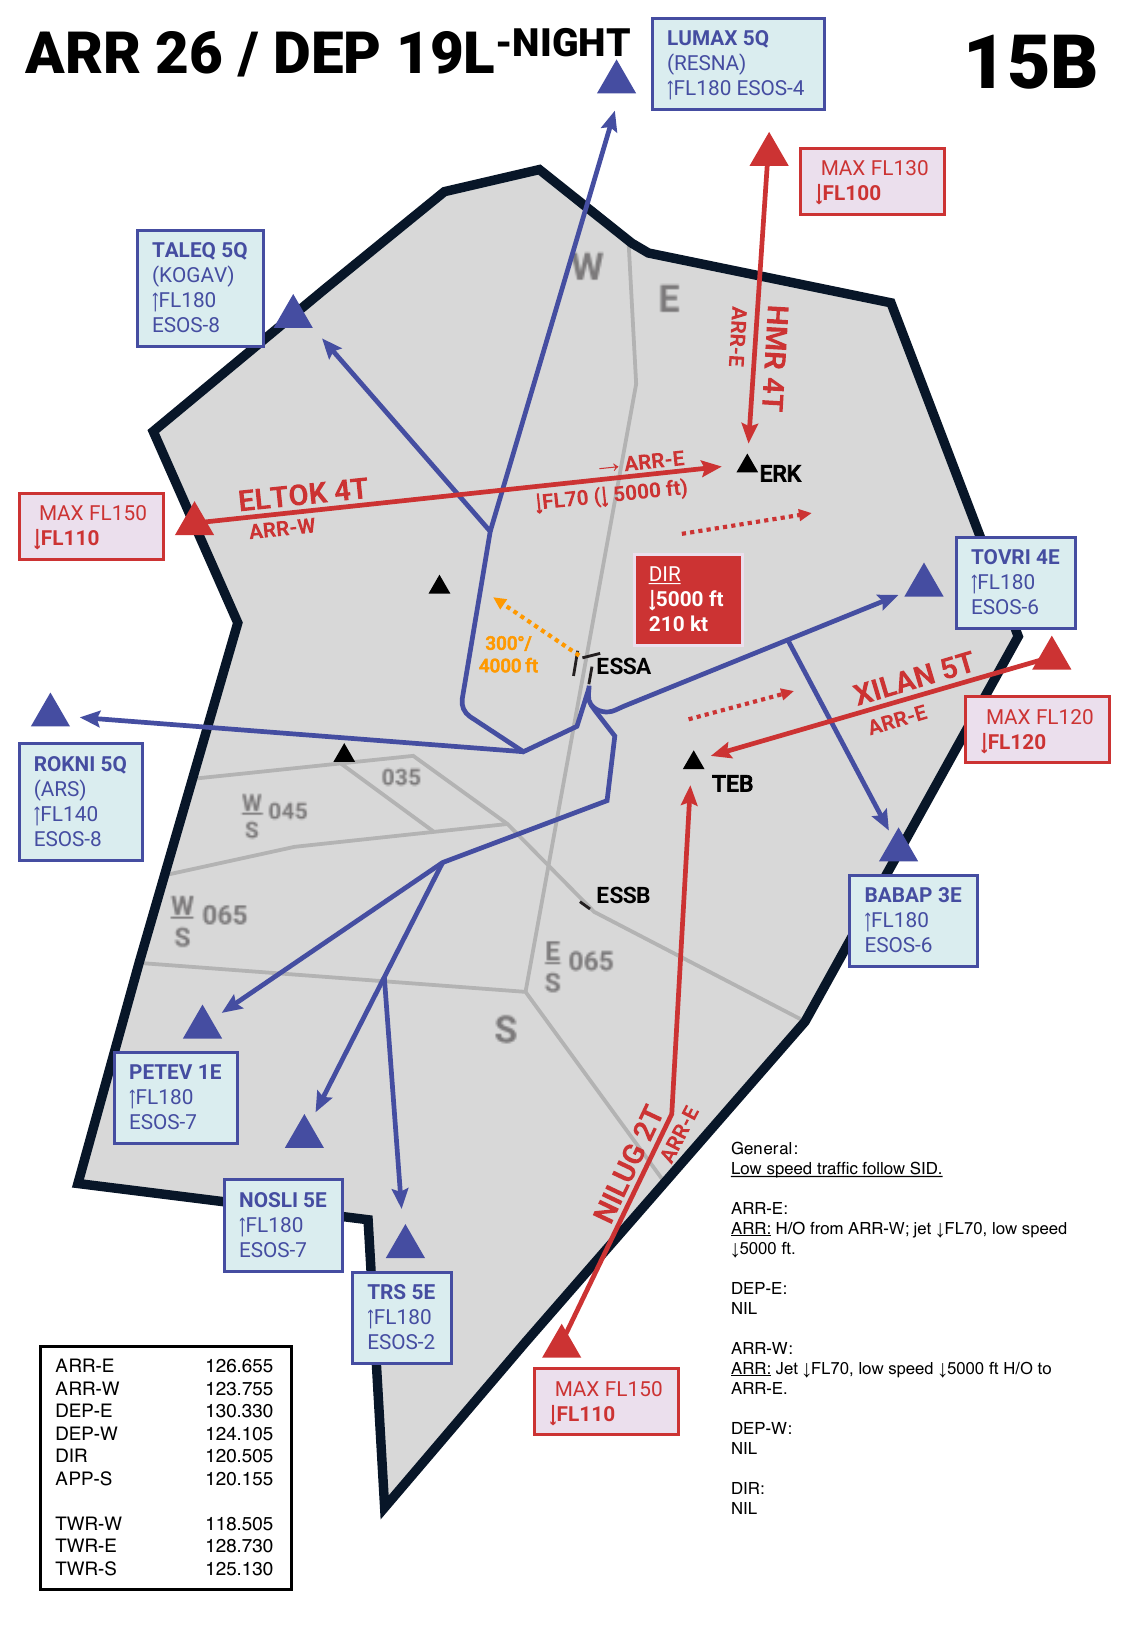 ARR 26 / DEP 19L-NIGHT
15B
LUMAX 5Q
(RESNA)
↑FL180 ESOS-4
MAX FL130
↓FL100
TALEQ 5Q
(KOGAV)
↑FL180
ESOS-8
W
E
HMR 4T
ARR-E
→ ARR-E
↓FL70 (↓ 5000 ft)
ERK
ELTOK 4T
ARR-W
MAX FL150
↓FL110
DIR
↓5000 ft
210 kt
TOVRI 4E
↑FL180
ESOS-6
300°/
4000 ft
ESSA
XILAN 5T
ARR-E
MAX FL120
↓FL120
ROKNI 5Q
(ARS)
↑FL140
ESOS-8
TEB
035
W
S
045
W
S
065
ESSB
E
S
065
S
BABAP 3E
↑FL180
ESOS-6
PETEV 1E
↑FL180
ESOS-7
NOSLI 5E
↑FL180
ESOS-7
TRS 5E
↑FL180
ESOS-2
NILUG 2T
ARR-E
MAX FL150
↓FL110
General:
Low speed traffic follow SID.
ARR-E:
ARR: H/O from ARR-W; jet ↓FL70, low speed
↓5000 ft.
DEP-E:
NIL
ARR-W:
ARR: Jet ↓FL70, low speed ↓5000 ft H/O to
ARR-E.
DEP-W:
NIL
DIR:
NIL
ARR-E 126.655
ARR-W 123.755
DEP-E 130.330
DEP-W 124.105
DIR 120.505
APP-S 120.155
TWR-W 118.505
TWR-E 128.730
TWR-S 125.130